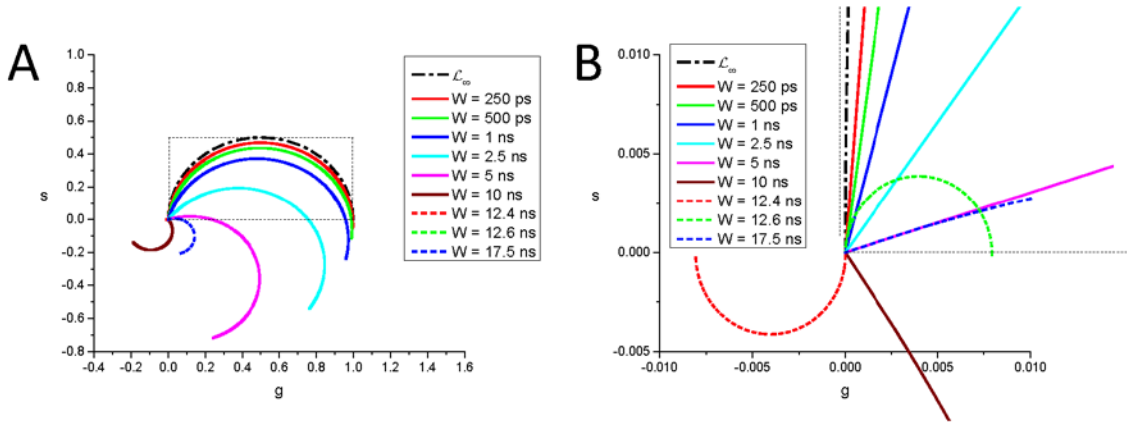 A
1.0
0.8
0.6
0.4
0.2
0.0
-0.2
-0.4
-0.6
-0.8
s
-0.4 -0.2 0.0 0.2 0.4 0.6 0.8 1.0 1.2 1.4 1.6
g
ℒ∞
W = 250 ps
W = 500 ps
W = 1 ns
W = 2.5 ns
W = 5 ns
W = 10 ns
W = 12.4 ns
W = 12.6 ns
W = 17.5 ns
B
0.010
0.005
0.000
-0.005
s
-0.010 -0.005 0.000 0.005 0.010
g
ℒ∞
W = 250 ps
W = 500 ps
W = 1 ns
W = 2.5 ns
W = 5 ns
W = 10 ns
W = 12.4 ns
W = 12.6 ns
W = 17.5 ns